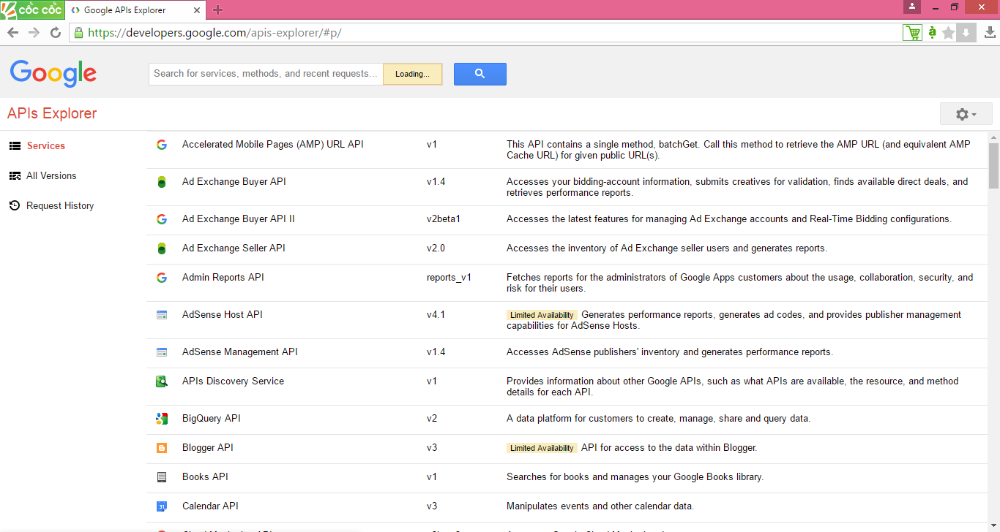 CỐC CỐC
Google APIs Explorer
https://developers.google.com/apis-explorer/#p/
Google
Search for services, methods, and recent requests...
Loading...
APIs Explorer
Services
All Versions
Request History
Accelerated Mobile Pages (AMP) URL API
v1
This API contains a single method, batchGet. Call this method to retrieve the AMP URL (and equivalent AMP
Cache URL) for given public URL(s).
Ad Exchange Buyer API
v1.4
Accesses your bidding-account information, submits creatives for validation, finds available direct deals, and
retrieves performance reports.
Ad Exchange Buyer API II
v2beta1
Accesses the latest features for managing Ad Exchange accounts and Real-Time Bidding configurations.
Ad Exchange Seller API
v2.0
Accesses the inventory of Ad Exchange seller users and generates reports.
Admin Reports API
reports_v1
Fetches reports for the administrators of Google Apps customers about the usage, collaboration, security, and
risk for their users.
AdSense Host API
v4.1
Limited Availability Generates performance reports, generates ad codes, and provides publisher management
capabilities for AdSense Hosts.
AdSense Management API
v1.4
Accesses AdSense publishers' inventory and generates performance reports.
APIs Discovery Service
v1
Provides information about other Google APIs, such as what APIs are available, the resource, and method
details for each API.
BigQuery API
v2
A data platform for customers to create, manage, share and query data.
Blogger API
v3
Limited Availability API for access to the data within Blogger.
Books API
v1
Searches for books and manages your Google Books library.
31
Calendar API
v3
Manipulates events and other calendar data.